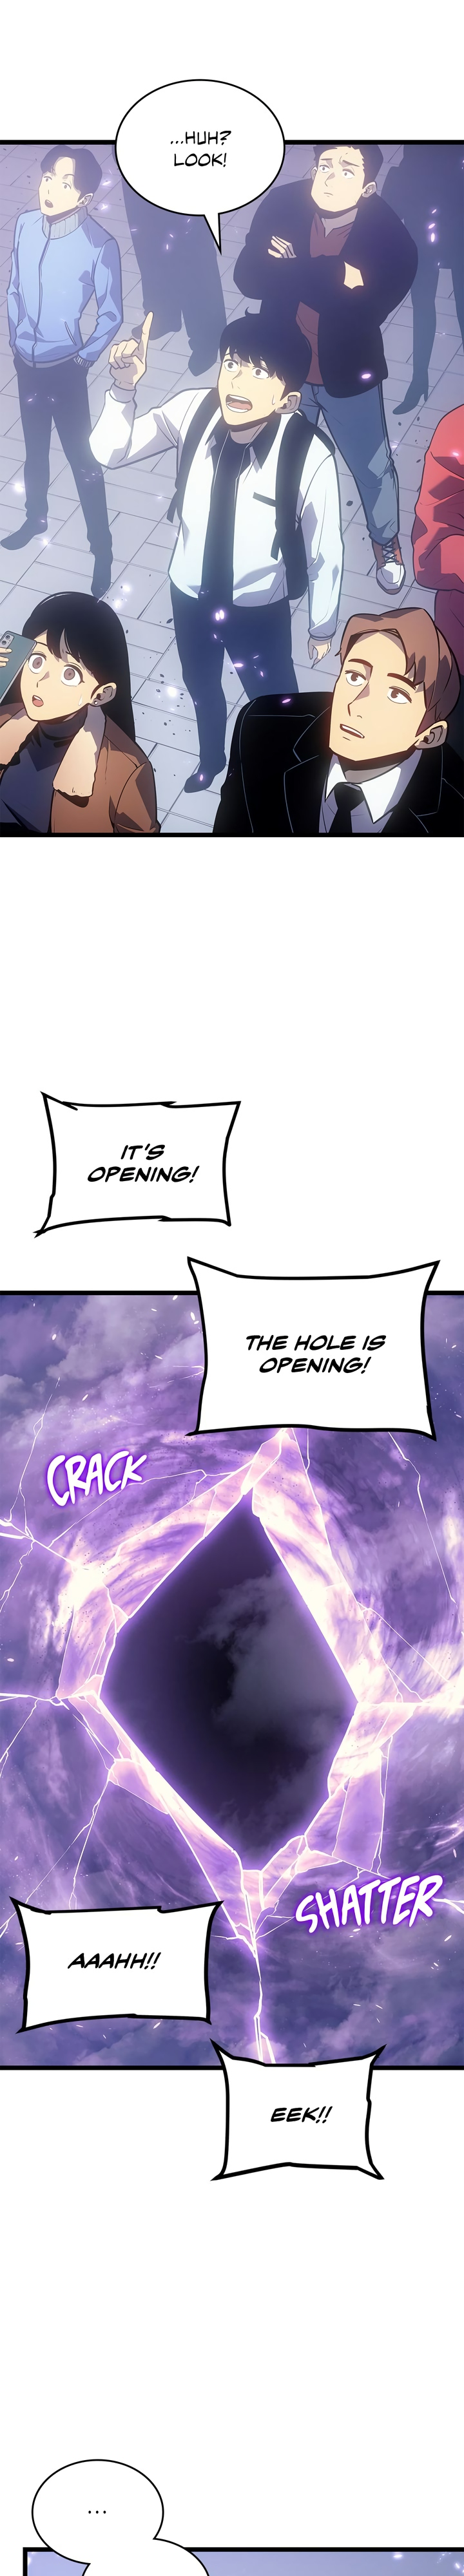 ...HUH?
LOOK!
IT'S
OPENING!
THE HOLE IS
OPENING!
CRACK
SHATTER
AAAHH!!
EEK!!
...